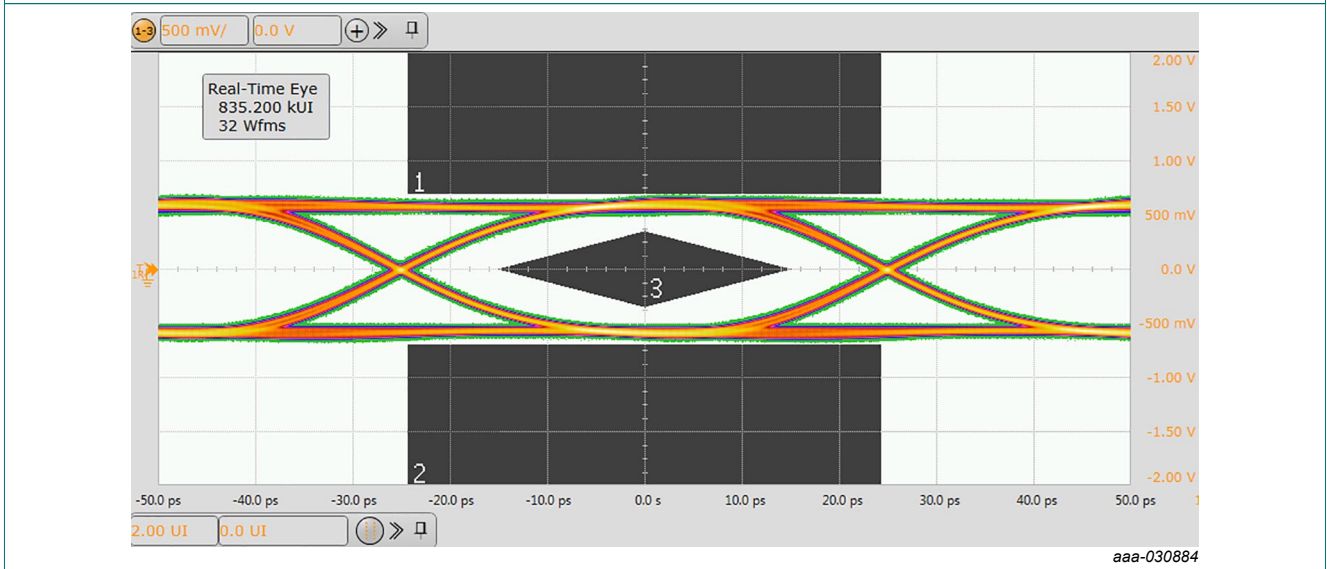 1-3 500 mV/ 0.0 V
2.00 V
Real-Time Eye
835.200 kUI
32 Wfms
1.50 V
1.00 V
1
500 mV
0.0 V
3
-500 mV
-1.00 V
-1.50 V
2
-2.00 V
-50.0 ps -40.0 ps -30.0 ps -20.0 ps -10.0 ps 0.0 s 10.0 ps 20.0 ps 30.0 ps 40.0 ps 50.0 ps
2.00 UI 0.0 UI
aaa-030884